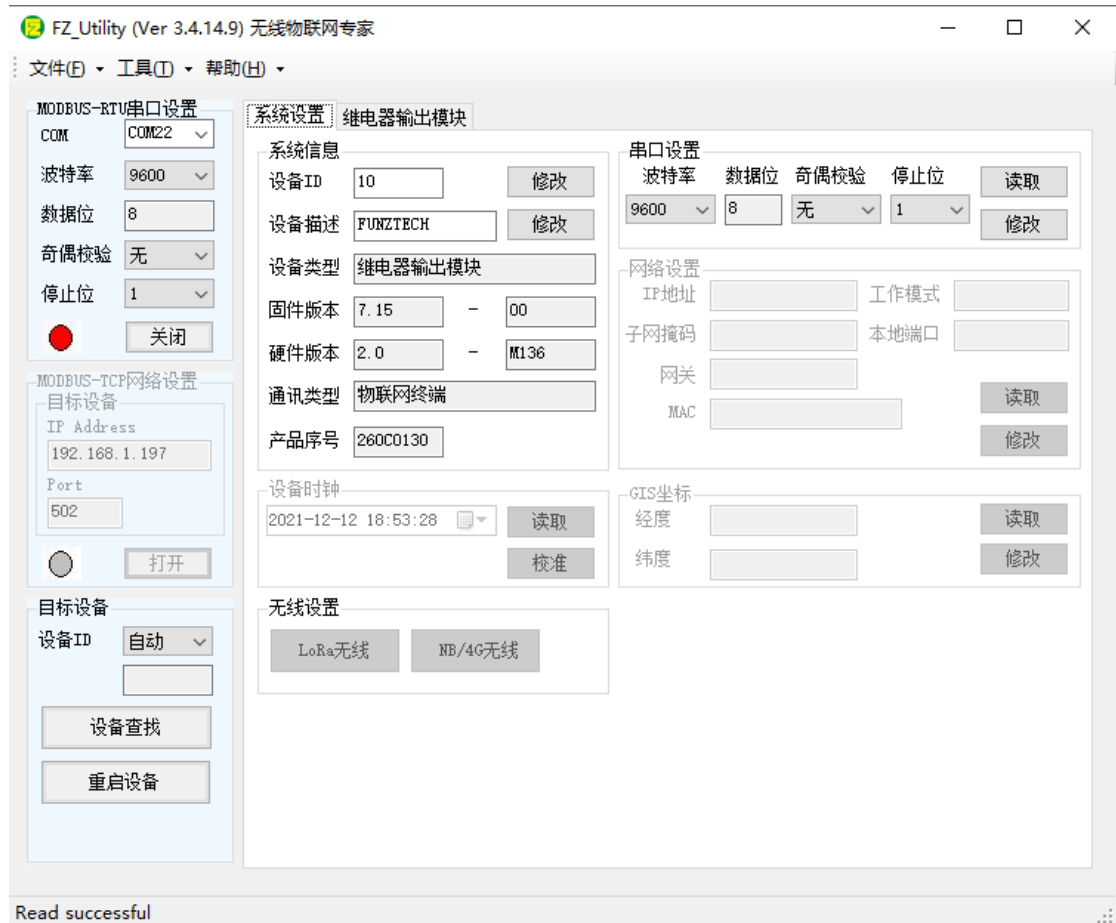 FZ_Utility (Ver 3.4.14.9) 无线物联网专家
文件(F) 工具(T) 帮助(H)
MODBUS-RTU串口设置
COM COM22
波特率 9600
数据位 8
奇偶校验 无
停止位 1
关闭
MODBUS-TCP网络设置
目标设备
IP Address
192.168.1.197
Port
502
打开
目标设备
设备ID 自动
设备查找
重启设备
系统设置 继电器输出模块
系统信息
设备ID 10 修改
设备描述 FUNZTECH 修改
设备类型 继电器输出模块
固件版本 7.15 - 00
硬件版本 2.0 - M136
通讯类型 物联网终端
产品序号 260C0130
设备时钟
2021-12-12 18:53:28 读取
校准
无线设置
LoRa无线 NB/4G无线
串口设置
波特率 数据位 奇偶校验 停止位 读取
9600 8 无 1 修改
网络设置
IP地址 工作模式
子网掩码 本地端口
网关 读取
MAC 修改
GIS坐标
经度 读取
纬度 修改
Read successful